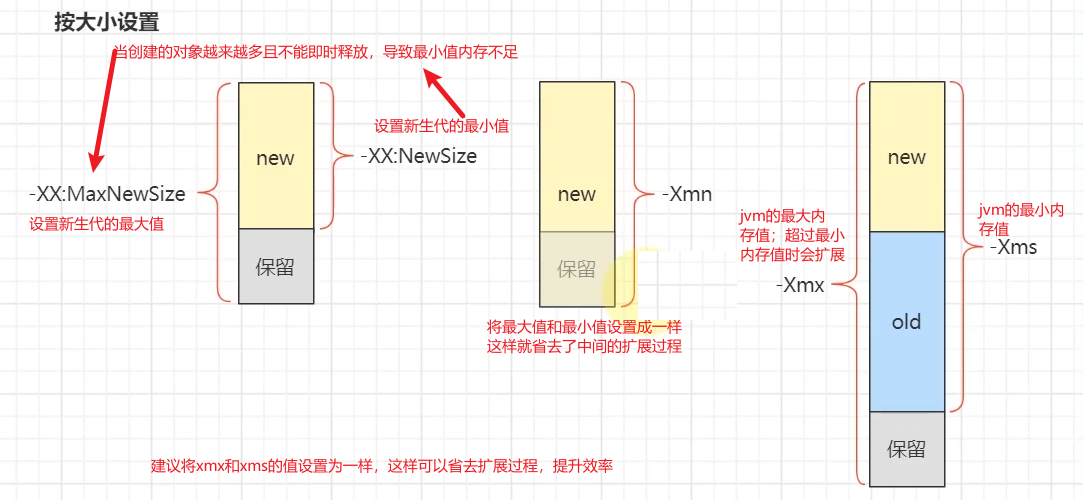 按大小设置
当创建的对象越来越多且不能即时释放，导致最小值内存不足
设置新生代的最小值
new
-XX:NewSize
-XX:MaxNewSize
设置新生代的最大值
保留
new
-Xmn
保留
将最大值和最小值设置成一样
这样就省去了中间的扩展过程
new
jvm的最大内
存值；超过最小
内存值时会扩展
-Xmx
jvm的最小内
存值
-Xms
old
保留
建议将xmx和xms的值设置为一样，这样可以省去扩展过程，提升效率